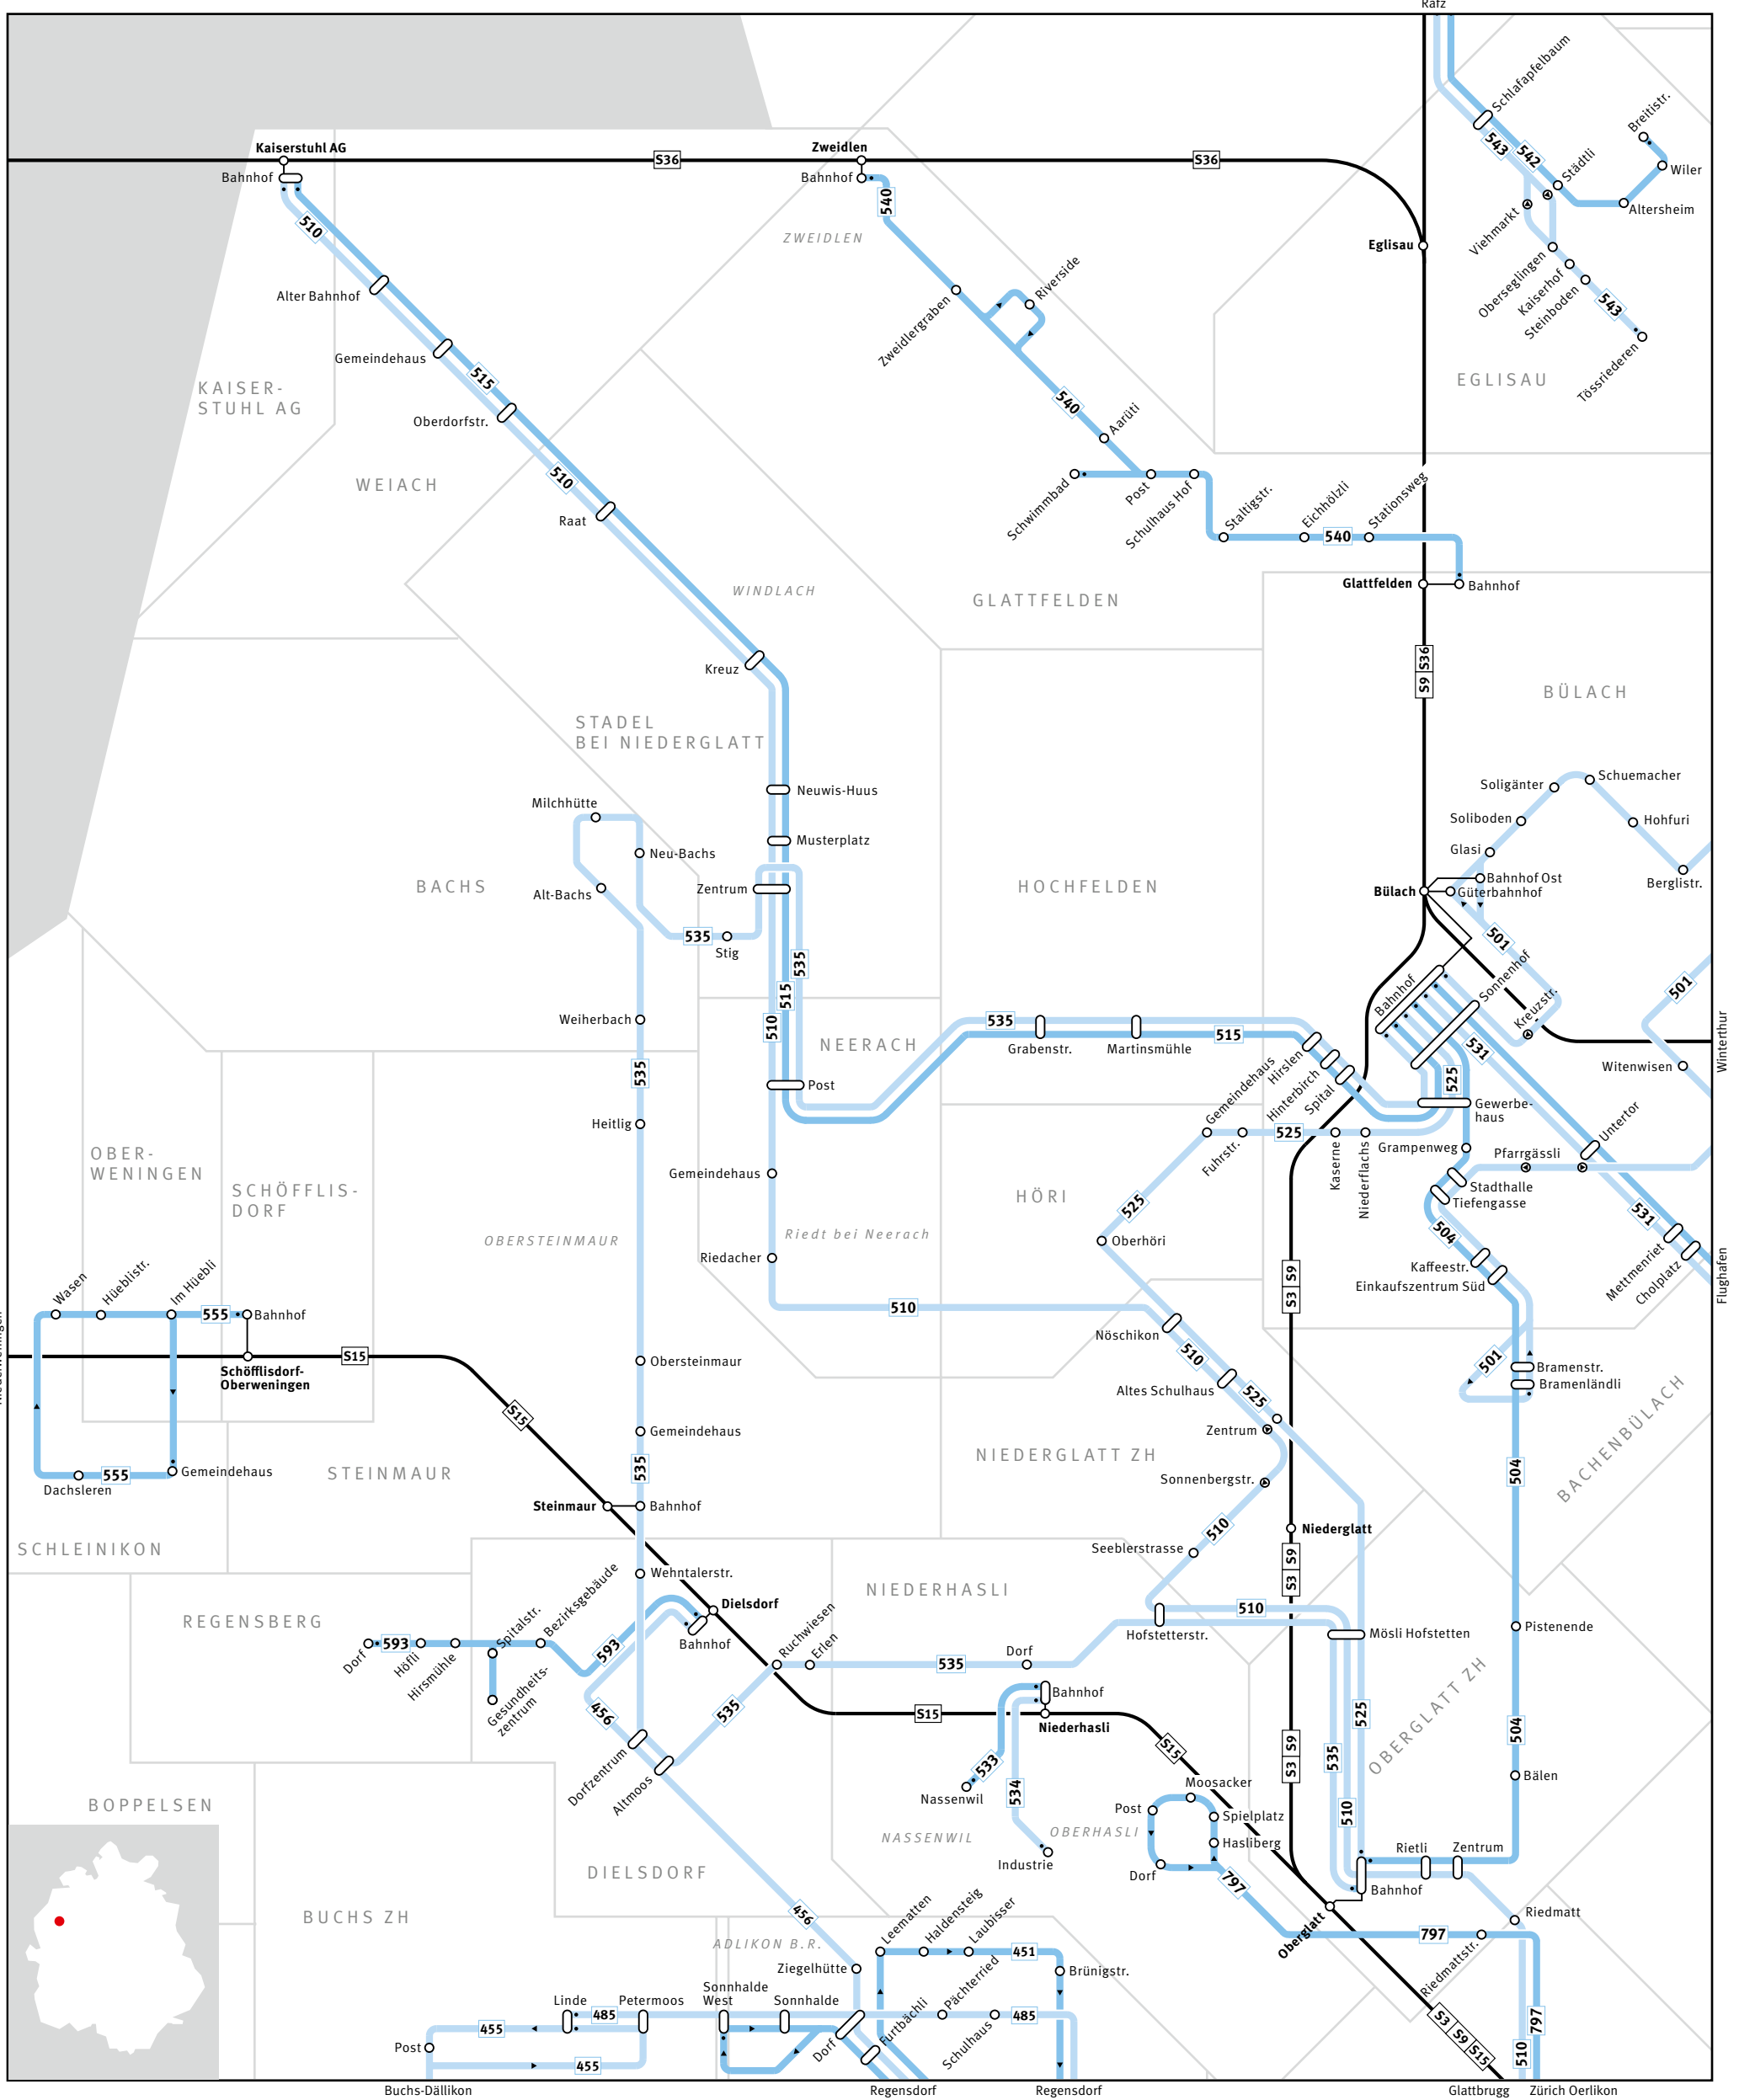 Rafz
Schlafapfelbaum
Breitistr.
543
542
Städtli
Wiler
Kaiserstuhl AG
Bahnhof
S36
Zweidlen
Bahnhof
S36
540
Altersheim
Viehmarkt
510
ZWEIDLEN
Eglisau
Riverside
Oberseglingen
Kaiserhof
Steinboden
543
Alter Bahnhof
Zweidlergraben
Tössriederen
Gemeindehaus
515
KAISER-
STUHL AG
EGLISAU
Oberdorfstr.
540
Aarüti
WEIACH
510
Schwimmbad
Post
Schulhaus Hof
Staltigstr.
Eichhölzli
540
Stationsweg
Raat
WINDLACH
GLATTFELDEN
Glattfelden
Bahnhof
Kreuz
S36
S9
BÜLACH
STADEL
BEI NIEDERGLATT
Neuwis-Huus
Soligänter
Schuemacher
Milchhütte
Soliboden
Hohfuri
Musterplatz
Neu-Bachs
Glasi
Berglistr.
BACHS
Alt-Bachs
Zentrum
HOCHFELDEN
Bülach
Bahnhof Ost
Güterbahnhof
535
Stig
501
535
Sonnenhof
501
515
Bahnhof
Kreuzstr.
Weiherbach
510
NEERACH
535
Grabenstr.
Martinsmühle
515
531
Winterthur
Witenwisen
535
Post
Gemeindehaus
Hirslen
Hinterbirch
Spital
525
Gewerbe-
haus
Heitlig
Fuhrstr.
525
Kaserne
Niederflachs
Grampenweg
Pfarrgässli
Untertor
OBER-
WENINGEN
SCHÖFFLIS-
DORF
Gemeindehaus
HÖRI
Stadthalle
Tiefengasse
525
531
OBERSTEINMAUR
Riedt bei Neerach
Oberhöri
504
Riedacher
Kaffeestr.
Einkaufszentrum Süd
Mettmenriet
Cholplatz
Flughafen
S9
S3
Wasen
Hüeblistr.
Im Hüebli
555
Bahnhof
510
S15
Schöfflisdorf-
Oberweningen
Nöschikon
510
Obersteinmaur
501
Bramenstr.
Bramenländli
Altes Schulhaus
525
S15
Gemeindehaus
Zentrum
NIEDERGLATT ZH
BACHENBÜLACH
STEINMAUR
535
Gemeindehaus
555
Dachsleren
Sonnenbergstr.
504
Steinmaur
Bahnhof
510
Niederglatt
SCHLEINIKON
Seeblerstrasse
S9
S3
Wehntalerstr.
NIEDERHASLI
Dielsdorf
REGENSBERG
Dorf
593
Höfli
Hirsmühle
Spitalstr.
Bezirksgebäude
Gesundheits-
zentrum
593
Bahnhof
Ruchwiesen
Erlen
535
Dorf
Hofstetterstr.
510
Mösli Hofstetten
Pistenende
456
535
S15
Bahnhof
Niederhasli
525
OBERGLATT ZH
504
Dorfzentrum
Altmoos
533
534
Nassenwil
S15
S9
S3
535
Bälen
Moosacker
Post
Spielplatz
510
BOPPELSEN
NASSENWIL
OBERHASLI
Hasliberg
Industrie
Dorf
Rietli
Zentrum
DIELSDORF
797
Bahnhof
BUCHS ZH
456
Leematten
Haldensteig
Laubisser
Oberglatt
Riedmatt
797
ADLIKON B.R.
451
Riedmattstr.
Ziegelhütte
Brünigstr.
Linde
485
Petermoos
Sonnhalde
West
Sonnhalde
Pächterried
485
455
Post
Dorf
Furtbächli
Schulhaus
S3
S9
S15
797
510
455
Buchs-Dällikon
Regensdorf
Regensdorf
Glattbrugg
Zürich Oerlikon